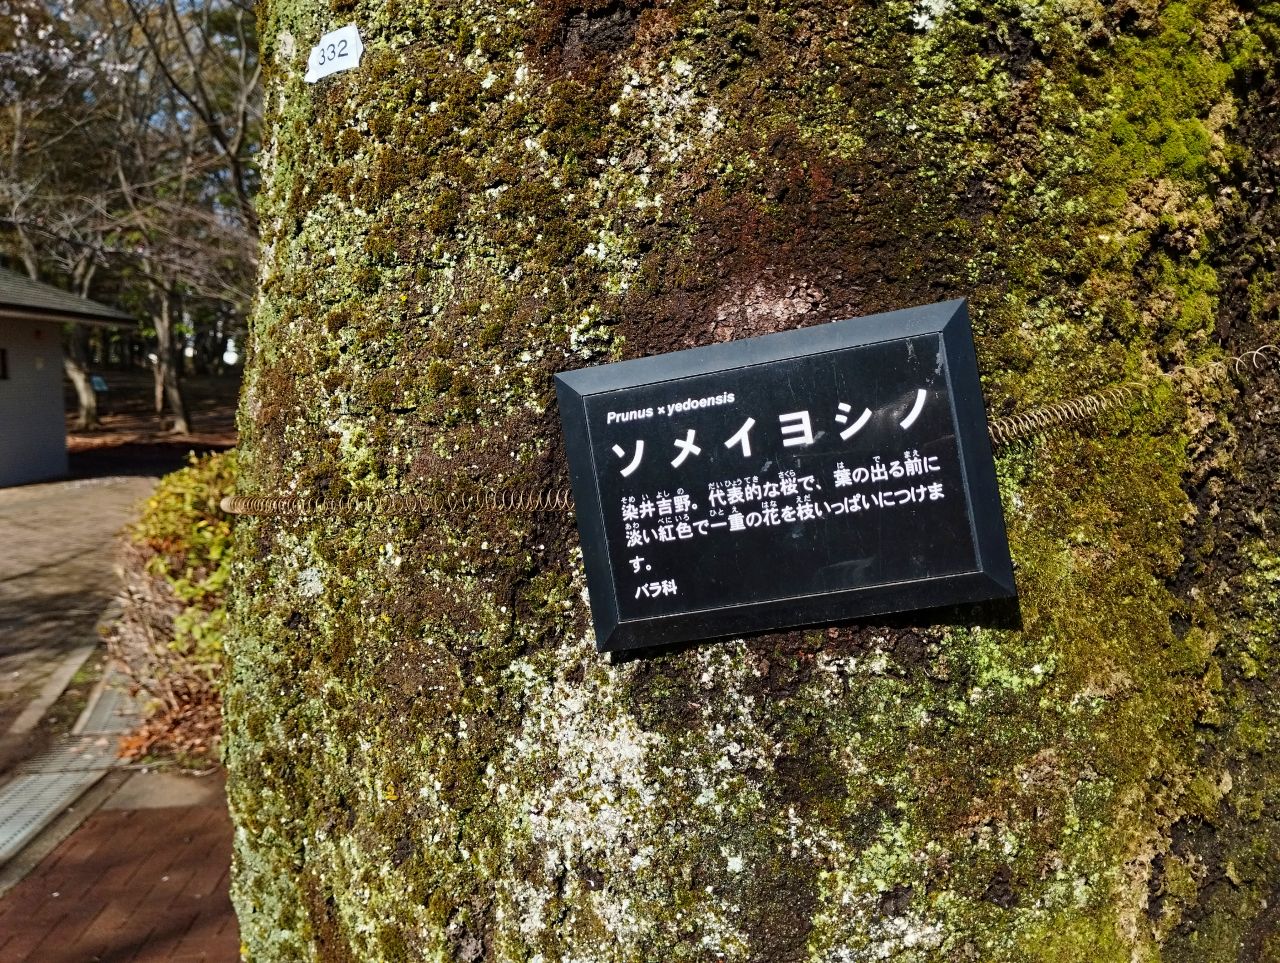 332
Prunus × yedoensis
ソメイヨシノ
染井吉野。代表的な桜で、葉の出る前に
淡い紅色で一重の花を枝いっぱいにつけま
す。
バラ科